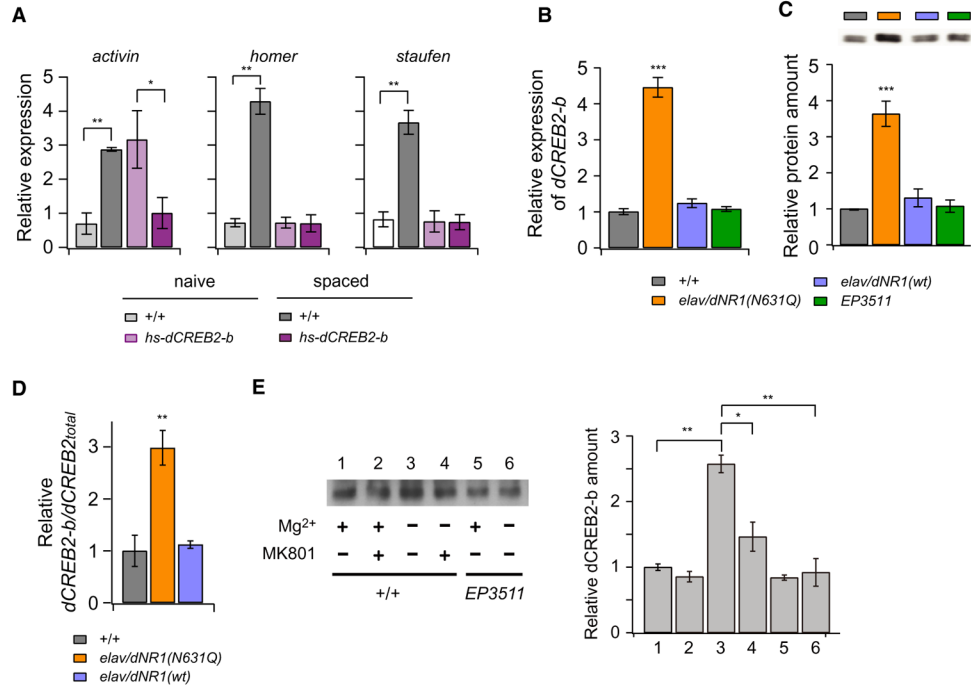 A
activin
homer
staufen
Relative expression
5
4
3
2
1
0
**
*
**
**
naive
spaced
+/+
+/+
hs-dCREB2-b
hs-dCREB2-b
B
Relative expression
of dCREB2-b
5
4
3
2
1
0
***
C
Relative protein amount
5
4
3
2
1
0
***
+/+
elav/dNR1(wt)
elav/dNR1(N631Q)
EP3511
D
Relative
dCREB2-b/dCREB2total
3
2
1
0
**
+/+
elav/dNR1(N631Q)
elav/dNR1(wt)
E
1 2 3 4 5 6
Mg2+ + + − − + −
MK801 − + − + − −
+/+
EP3511
Relative dCREB2-b amount
3
2
1
0
**
*
**
1 2 3 4 5 6